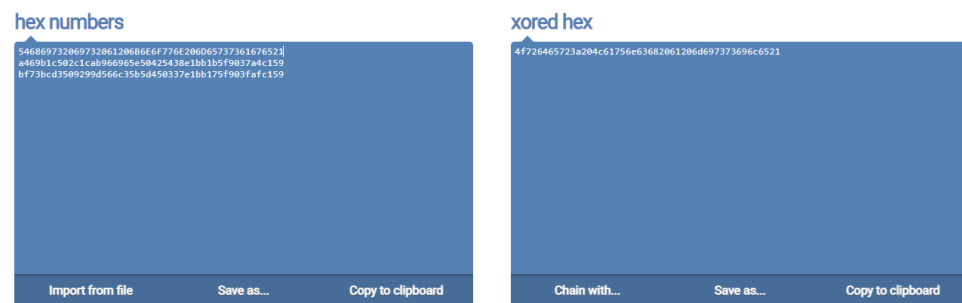 hex numbers
546869732069732061206B6E6F776E206D65737361676521
a469b1c502c1cab966965e50425438e1bb1b5f9037a4c159
bf73bcd3509299d566c35b5d450337e1bb175f903fafc159
Import from file Save as... Copy to clipboard
xored hex
4f726465723a204c61756e63682061206d697373696c6521
Chain with... Save as... Copy to clipboard